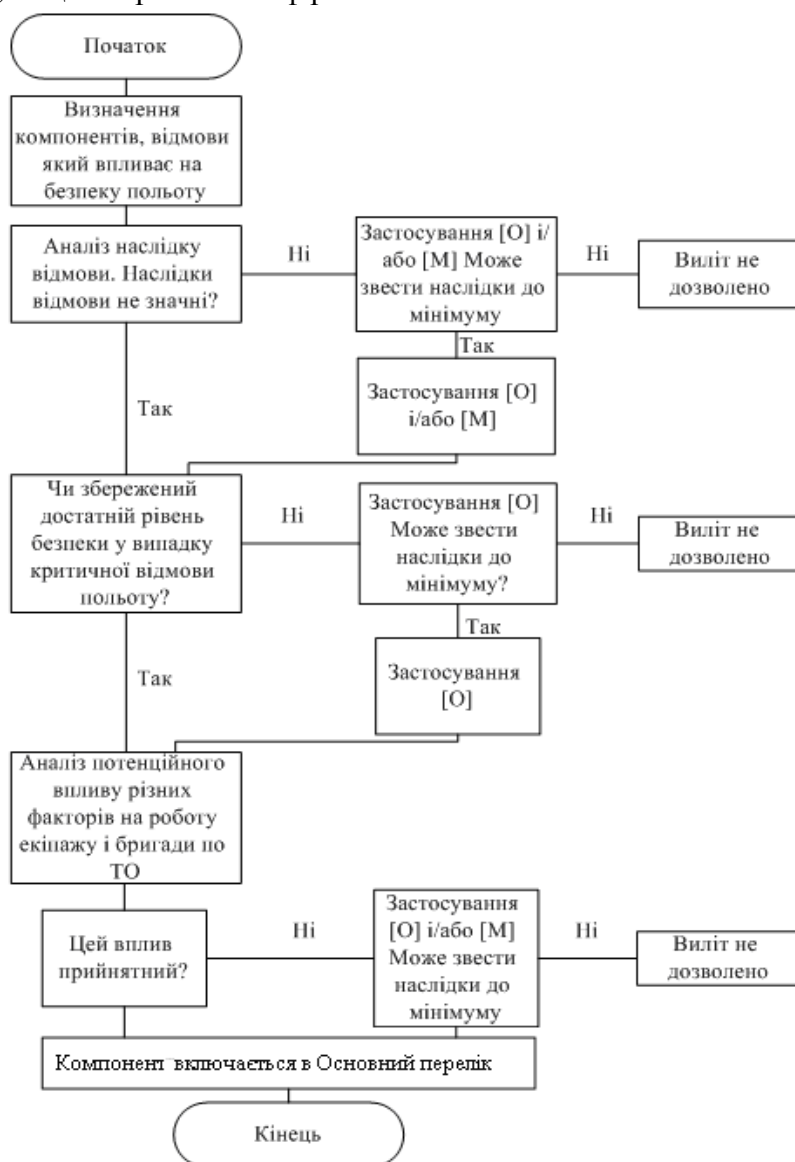 Початок
Визначення
компонентів, відмови
який впливає на
безпеку польоту
Аналіз наслідку
відмови. Наслідки
відмови не значні?
Ні
Застосування [О] і/
або [М] Може
звести наслідки до
мінімуму
Ні
Виліт не
дозволено
Так
Застосування [О]
і/або [М]
Так
Чи збережений
достатній рівень
безпеки у випадку
критичної відмови
польоту?
Ні
Застосування [О]
Може звести
наслідки до
мінімуму?
Ні
Виліт не
дозволено
Так
Застосування
[О]
Так
Аналіз потенційного
впливу різних
факторів на роботу
екіпажу і бригади по
ТО
Цей вплив
прийнятний?
Ні
Застосування
[О] і/або [М]
Може звести
наслідки до
мінімуму
Ні
Виліт не
дозволено
Компонент включається в Основний перелік
Кінець